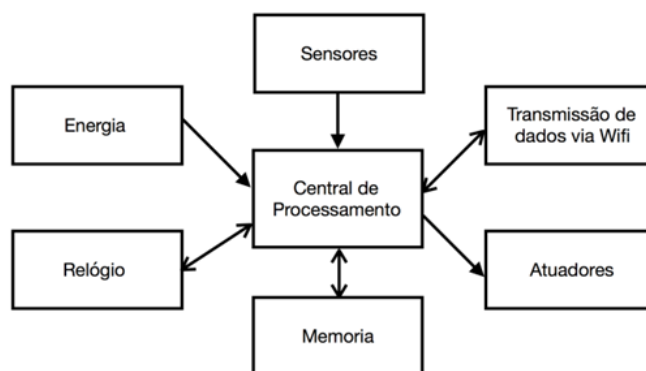 Sensores
Energia
Transmissão de
dados via Wifi
Central de
Processamento
Relógio
Atuadores
Memoria